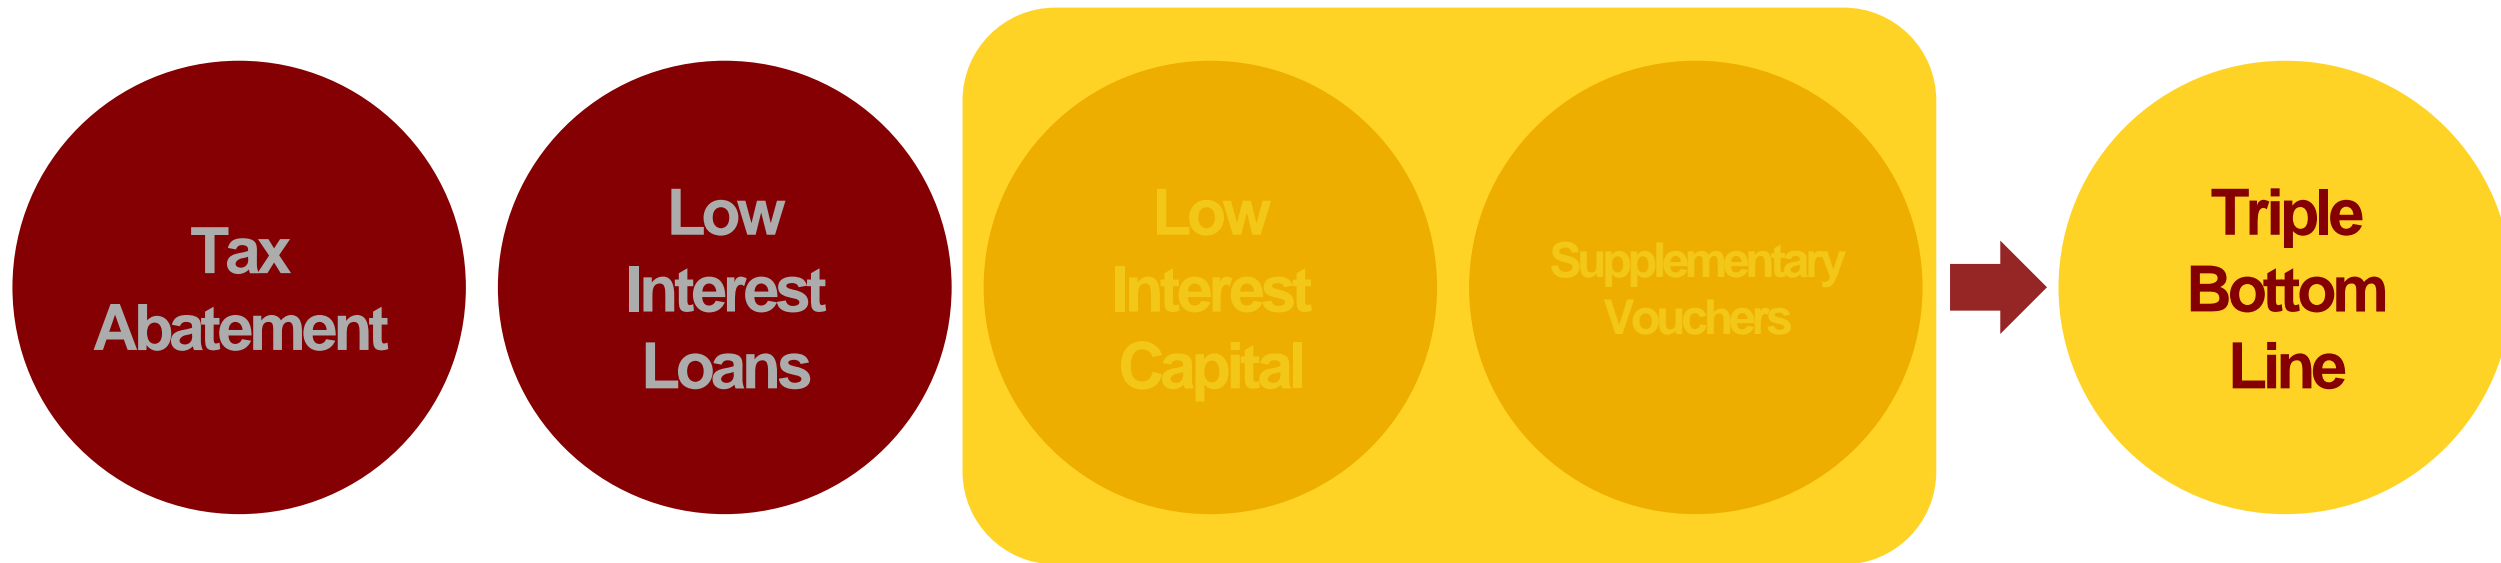 Tax
Abatement
Low
Interest
Loans
Low
Interest
Capital
Supplementary
Vouchers
Triple
Bottom
Line